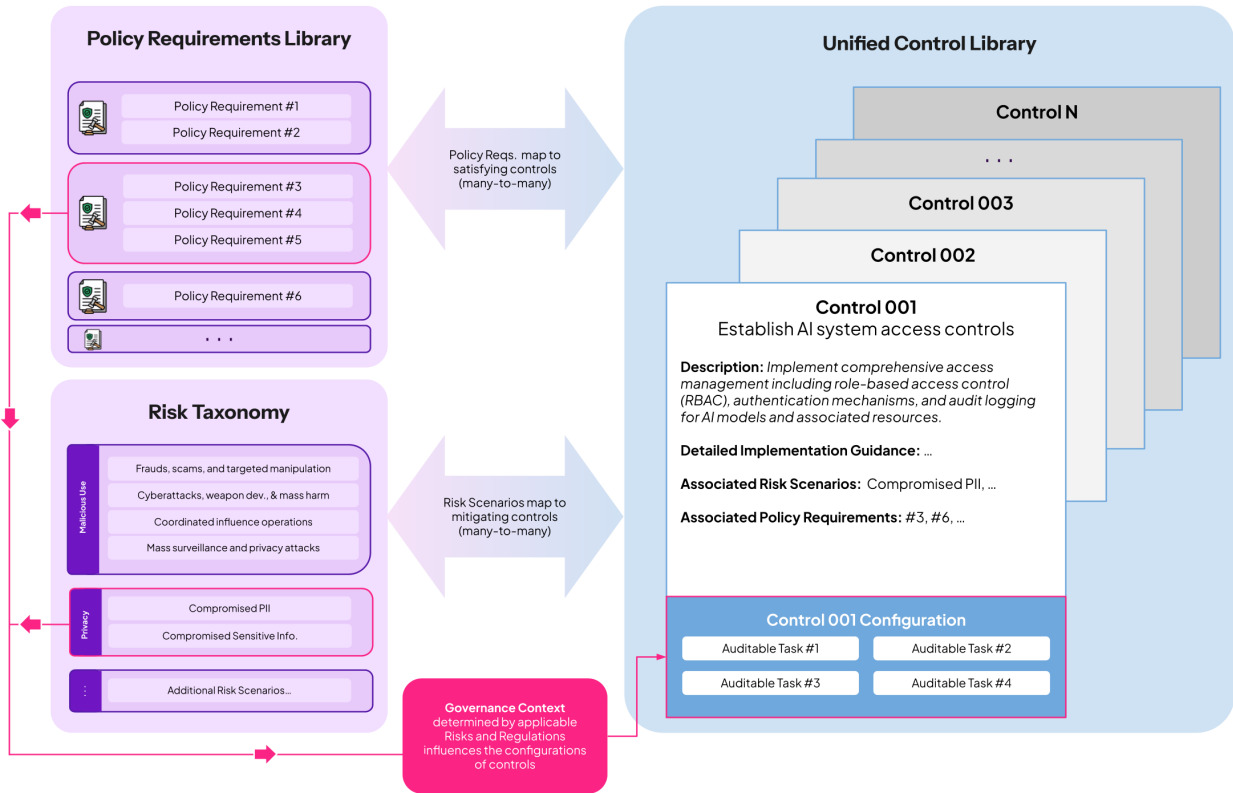 Policy Requirements Library
Policy Requirement #1
Policy Requirement #2
Policy Requirement #3
Policy Requirement #4
Policy Requirement #5
Policy Requirement #6
. . .
Risk Taxonomy
Malicious Use
Frauds, scams, and targeted manipulation
Cyberattacks, weapon dev., & mass harm
Coordinated influence operations
Mass surveillance and privacy attacks
Privacy
Compromised PII
Compromised Sensitive Info.
. . .
Additional Risk Scenarios...
Policy Reqs. map to
satisfying controls
(many-to-many)
Risk Scenarios map to
mitigating controls
(many-to-many)
Governance Context
determined by applicable
Risks and Regulations
influences the configurations
of controls
Unified Control Library
Control N
. . .
Control 003
Control 002
Control 001
Establish AI system access controls
Description: Implement comprehensive access
management including role-based access control
(RBAC), authentication mechanisms, and audit logging
for AI models and associated resources.
Detailed Implementation Guidance: ...
Associated Risk Scenarios: Compromised PII, ...
Associated Policy Requirements: #3, #6, ...
Control 001 Configuration
Auditable Task #1
Auditable Task #2
Auditable Task #3
Auditable Task #4